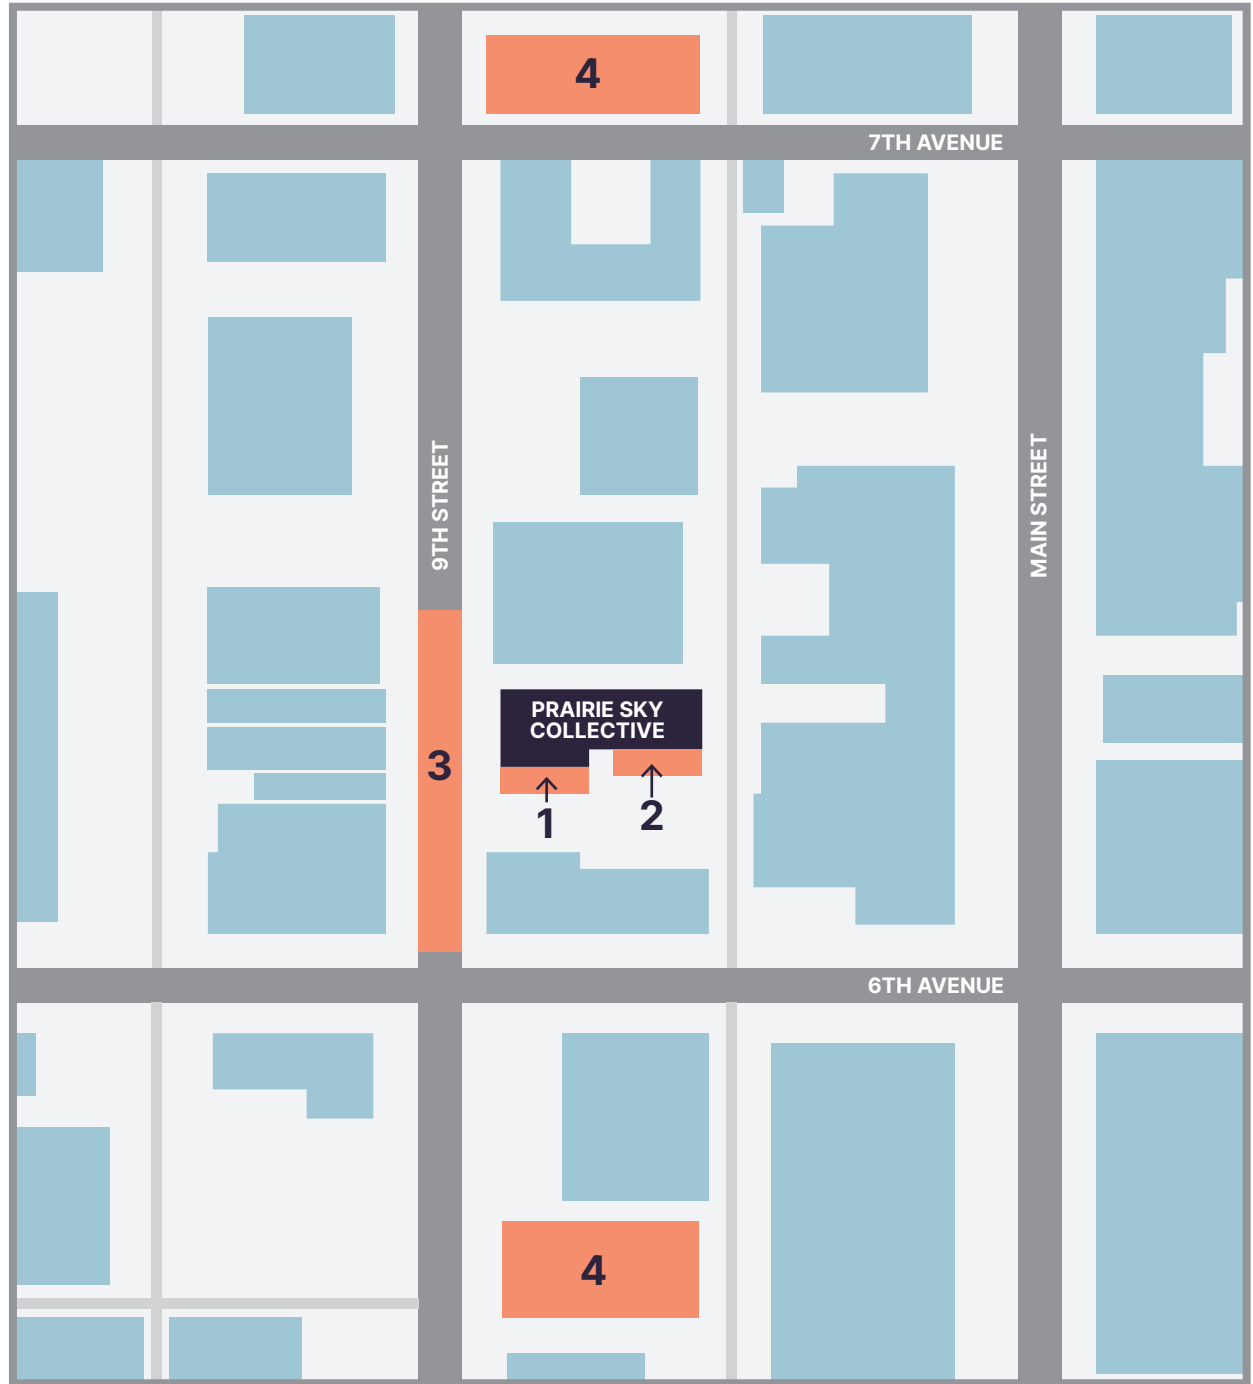 4
7TH AVENUE
9TH STREET
MAIN STREET
PRAIRIE SKY
COLLECTIVE
3
1
2
6TH AVENUE
4